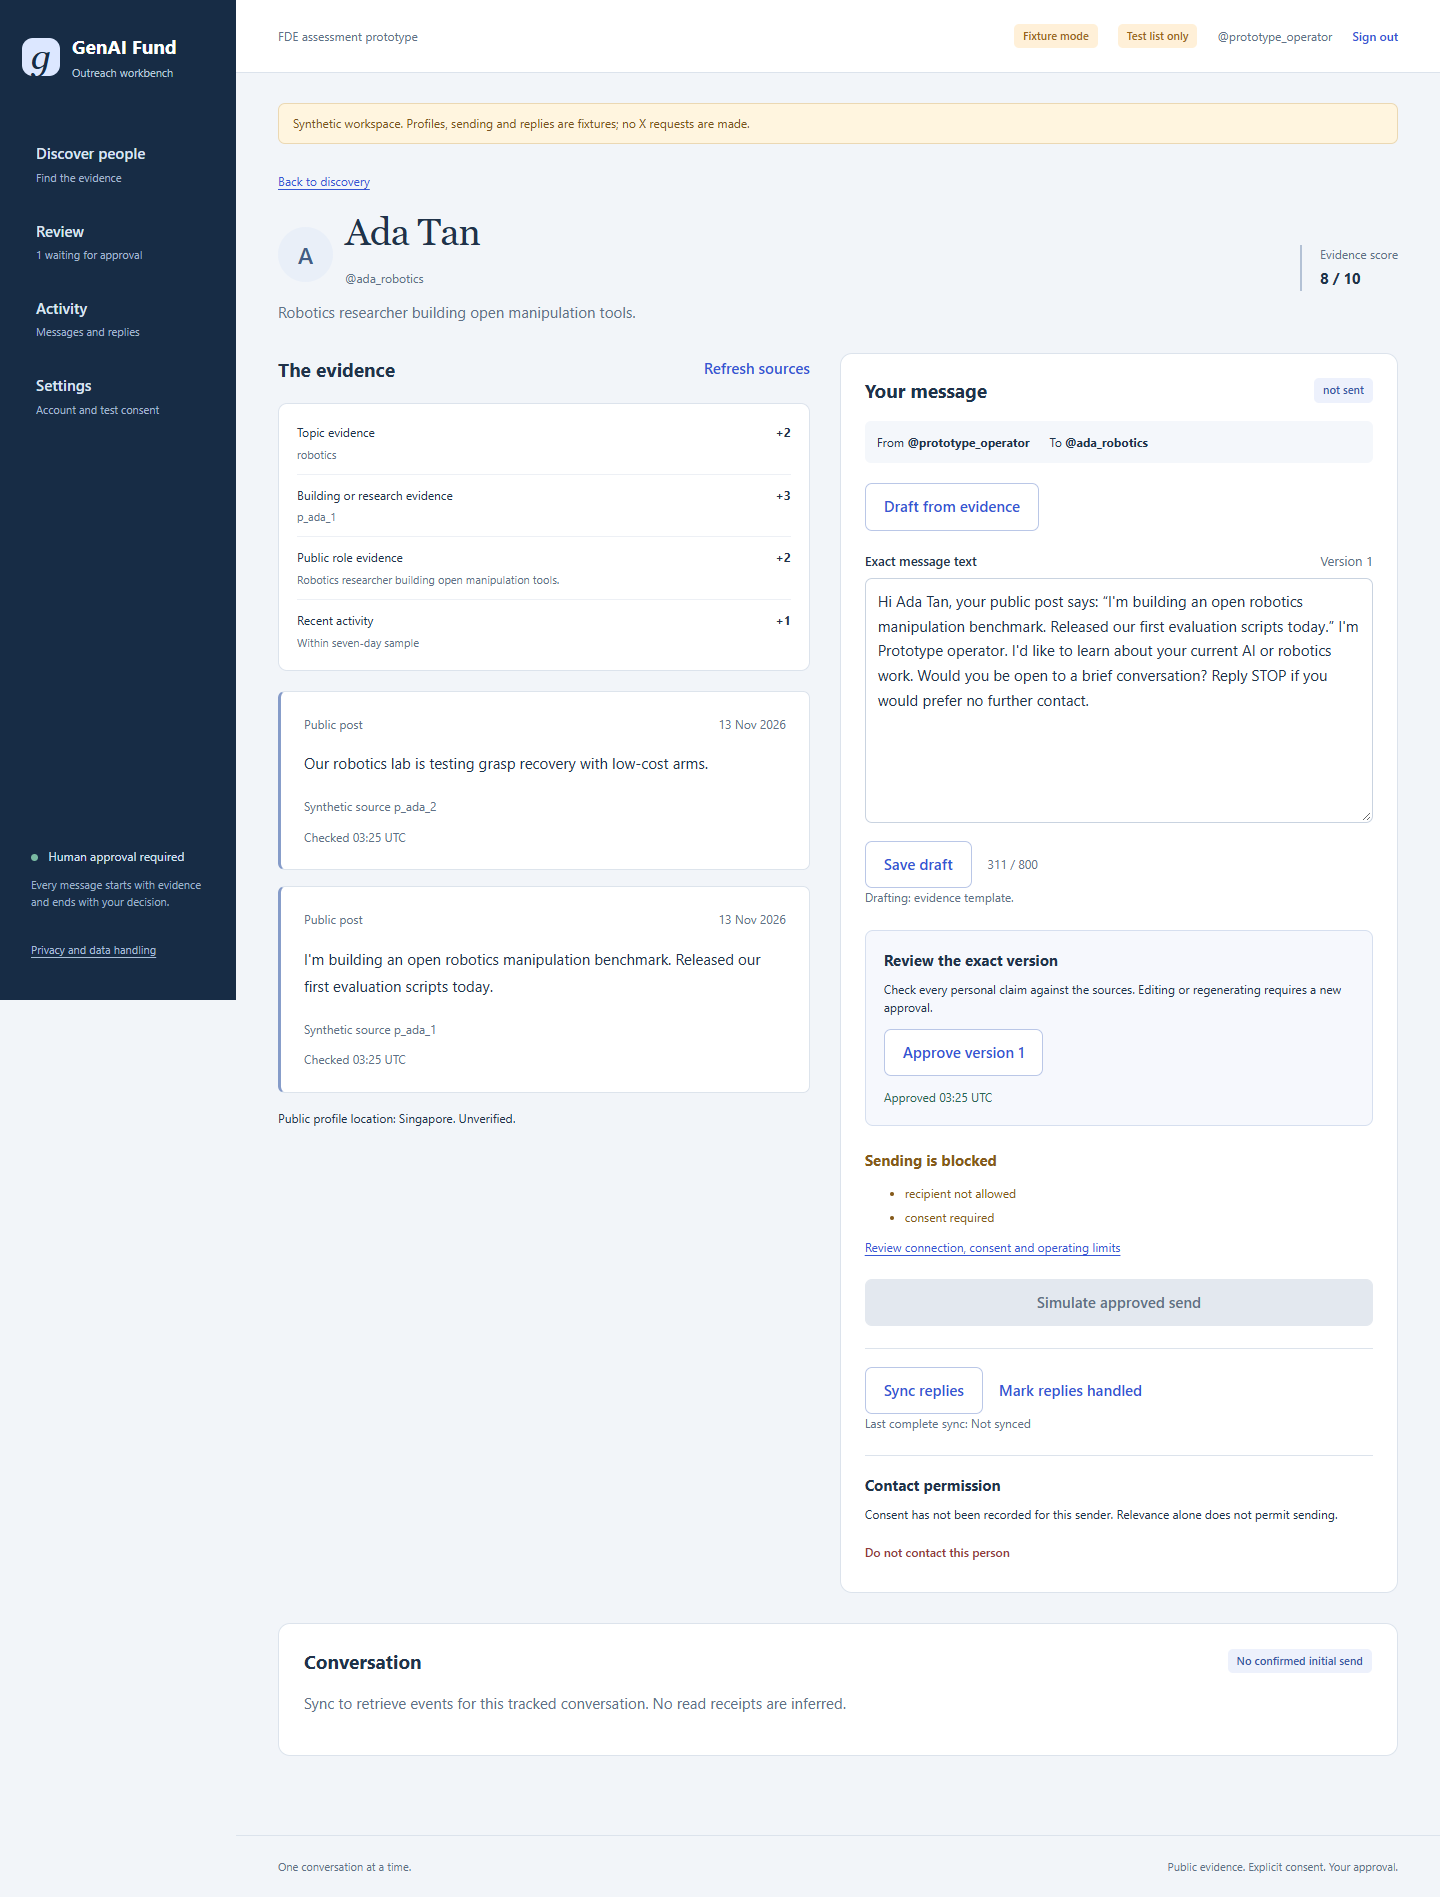 g
GenAI Fund
Outreach workbench
Discover people
Find the evidence
Review
1 waiting for approval
Activity
Messages and replies
Settings
Account and test consent
Human approval required
Every message starts with evidence
and ends with your decision.
Privacy and data handling
FDE assessment prototype
Fixture mode
Test list only
@prototype_operator
Sign out
Synthetic workspace. Profiles, sending and replies are fixtures; no X requests are made.
Back to discovery
A
Ada Tan
@ada_robotics
Robotics researcher building open manipulation tools.
Evidence score
8 / 10
The evidence
Refresh sources
Topic evidence +2
robotics
Building or research evidence +3
p_ada_1
Public role evidence +2
Robotics researcher building open manipulation tools.
Recent activity +1
Within seven-day sample
Public post 13 Nov 2026
Our robotics lab is testing grasp recovery with low-cost arms.
Synthetic source p_ada_2
Checked 03:25 UTC
Public post 13 Nov 2026
I'm building an open robotics manipulation benchmark. Released our
first evaluation scripts today.
Synthetic source p_ada_1
Checked 03:25 UTC
Public profile location: Singapore. Unverified.
Your message
not sent
From @prototype_operator To @ada_robotics
Draft from evidence
Exact message text Version 1
Hi Ada Tan, your public post says: “I'm building an open robotics
manipulation benchmark. Released our first evaluation scripts today.” I'm
Prototype operator. I'd like to learn about your current AI or robotics
work. Would you be open to a brief conversation? Reply STOP if you
would prefer no further contact.
Save draft 311 / 800
Drafting: evidence template.
Review the exact version
Check every personal claim against the sources. Editing or regenerating requires a new
approval.
Approve version 1
Approved 03:25 UTC
Sending is blocked
• recipient not allowed
• consent required
Review connection, consent and operating limits
Simulate approved send
Sync replies Mark replies handled
Last complete sync: Not synced
Contact permission
Consent has not been recorded for this sender. Relevance alone does not permit sending.
Do not contact this person
Conversation
No confirmed initial send
Sync to retrieve events for this tracked conversation. No read receipts are inferred.
One conversation at a time.
Public evidence. Explicit consent. Your approval.